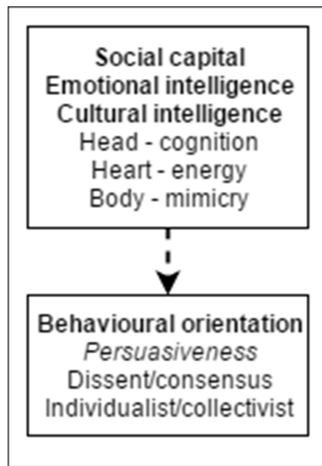 Social capital
Emotional intelligence
Cultural intelligence
Head - cognition
Heart - energy
Body - mimicry
Behavioural orientation
Persuasiveness
Dissent/consensus
Individualist/collectivist